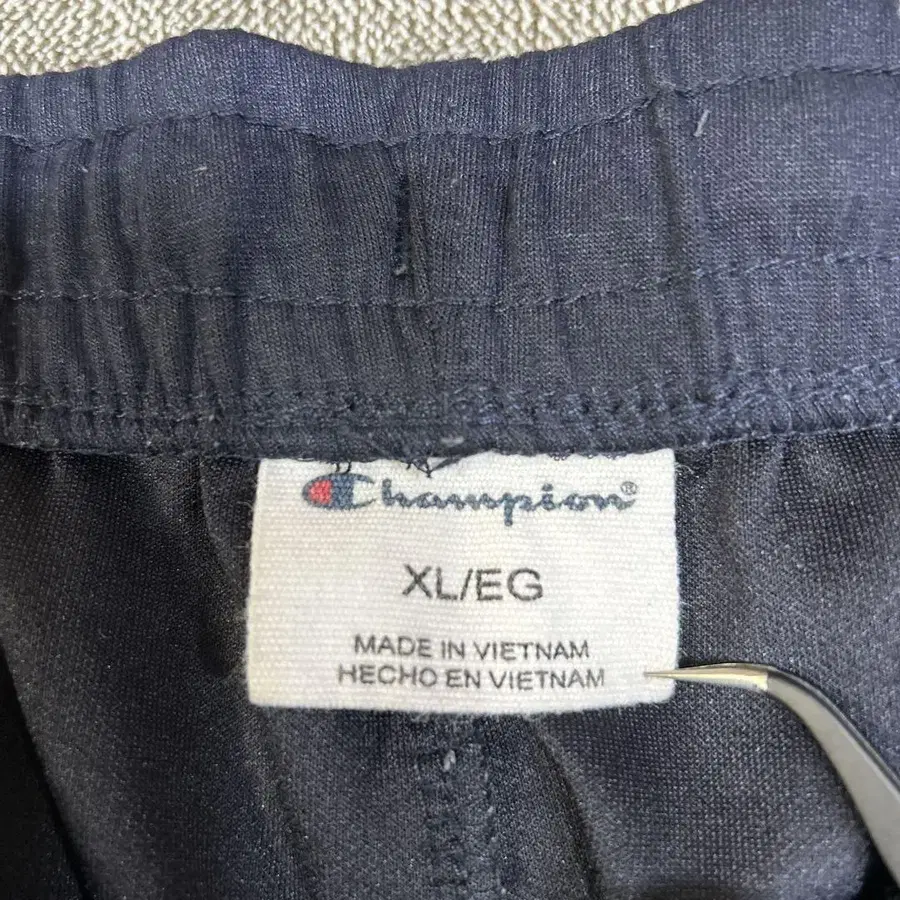 Champion®
XL/EG
MADE IN VIETNAM
HECHO EN VIETNAM